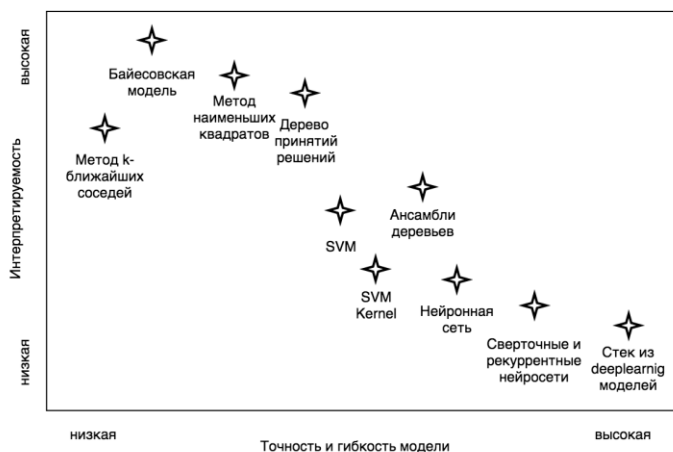 высокая
Интерпретируемость
низкая
Байесовская
модель
Метод
наименьших
квадратов
Дерево
принятий
решений
Метод k-
ближайших
соседей
SVM
Ансамбли
деревьев
SVM
Kernel
Нейронная
сеть
Сверточные и
рекуррентные
нейросети
Стек из
deeplearnig
моделей
низкая
Точность и гибкость модели
высокая